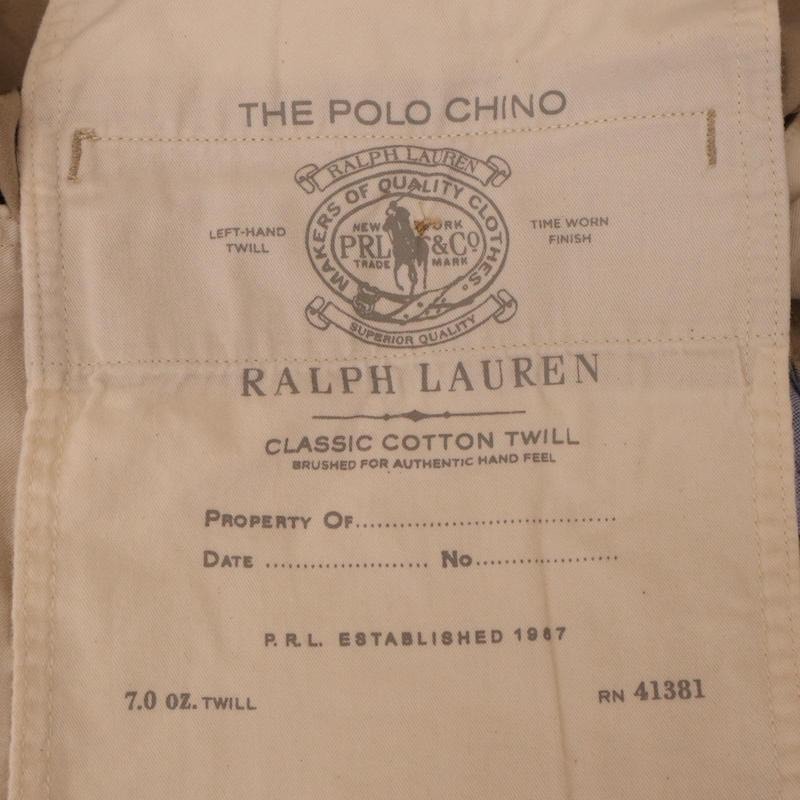 THE POLO CHINO
RALPH LAUREN
MAKERS OF QUALITY CLOTHES.
LEFT-HAND
TWILL
NEW YORK
PRL & Co
TRADE MARK
TIME WORN
FINISH
SUPERIOR QUALITY
RALPH LAUREN
CLASSIC COTTON TWILL
BRUSHED FOR AUTHENTIC HAND FEEL
PROPERTY OF....................................
DATE ...................... NO....................
P.R.L. ESTABLISHED 1967
7.0 oz. TWILL
RN 41381